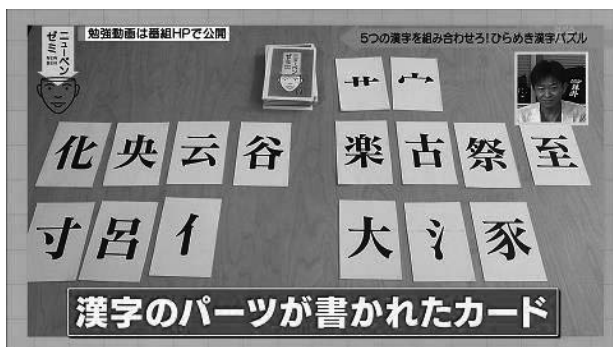 ニューベン
ゼミ
勉強動画は番組HPで公開
5つの漢字を組み合わせろ!ひらめき漢字パズル
艹 宀
化 央 云 谷 楽 古 祭 至
寸 呂 亻 大 氵 豕
漢字のパーツが書かれたカード